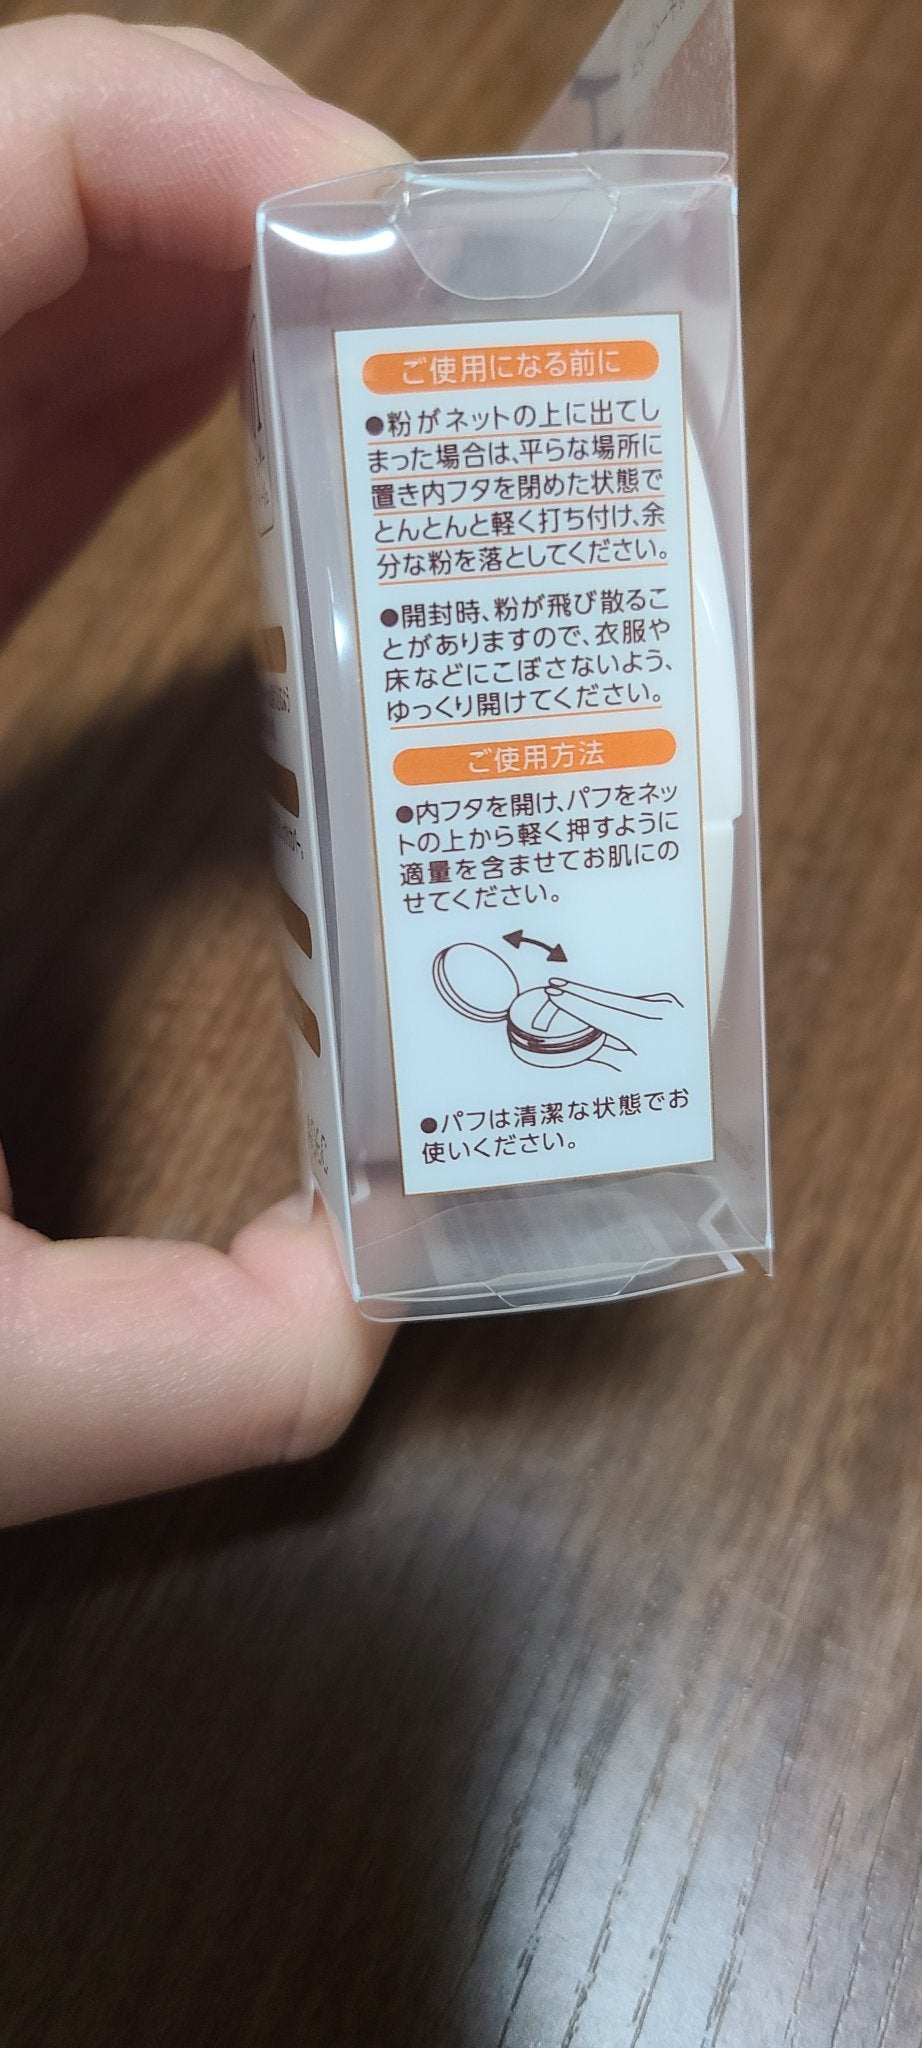 ご使用になる前に
●粉がネットの上に出てし
まった場合は、平らな場所に
置き内フタを閉めた状態で
とんとんと軽く打ち付け、余
分な粉を落としてください。
●開封時、粉が飛び散るこ
とがありますので、衣服や
床などにこぼさないよう、
ゆっくり開けてください。
ご使用方法
●内フタを開け、パフをネッ
トの上から軽く押すように
適量を含ませてお肌にの
せてください。
●パフは清潔な状態でお
使いください。